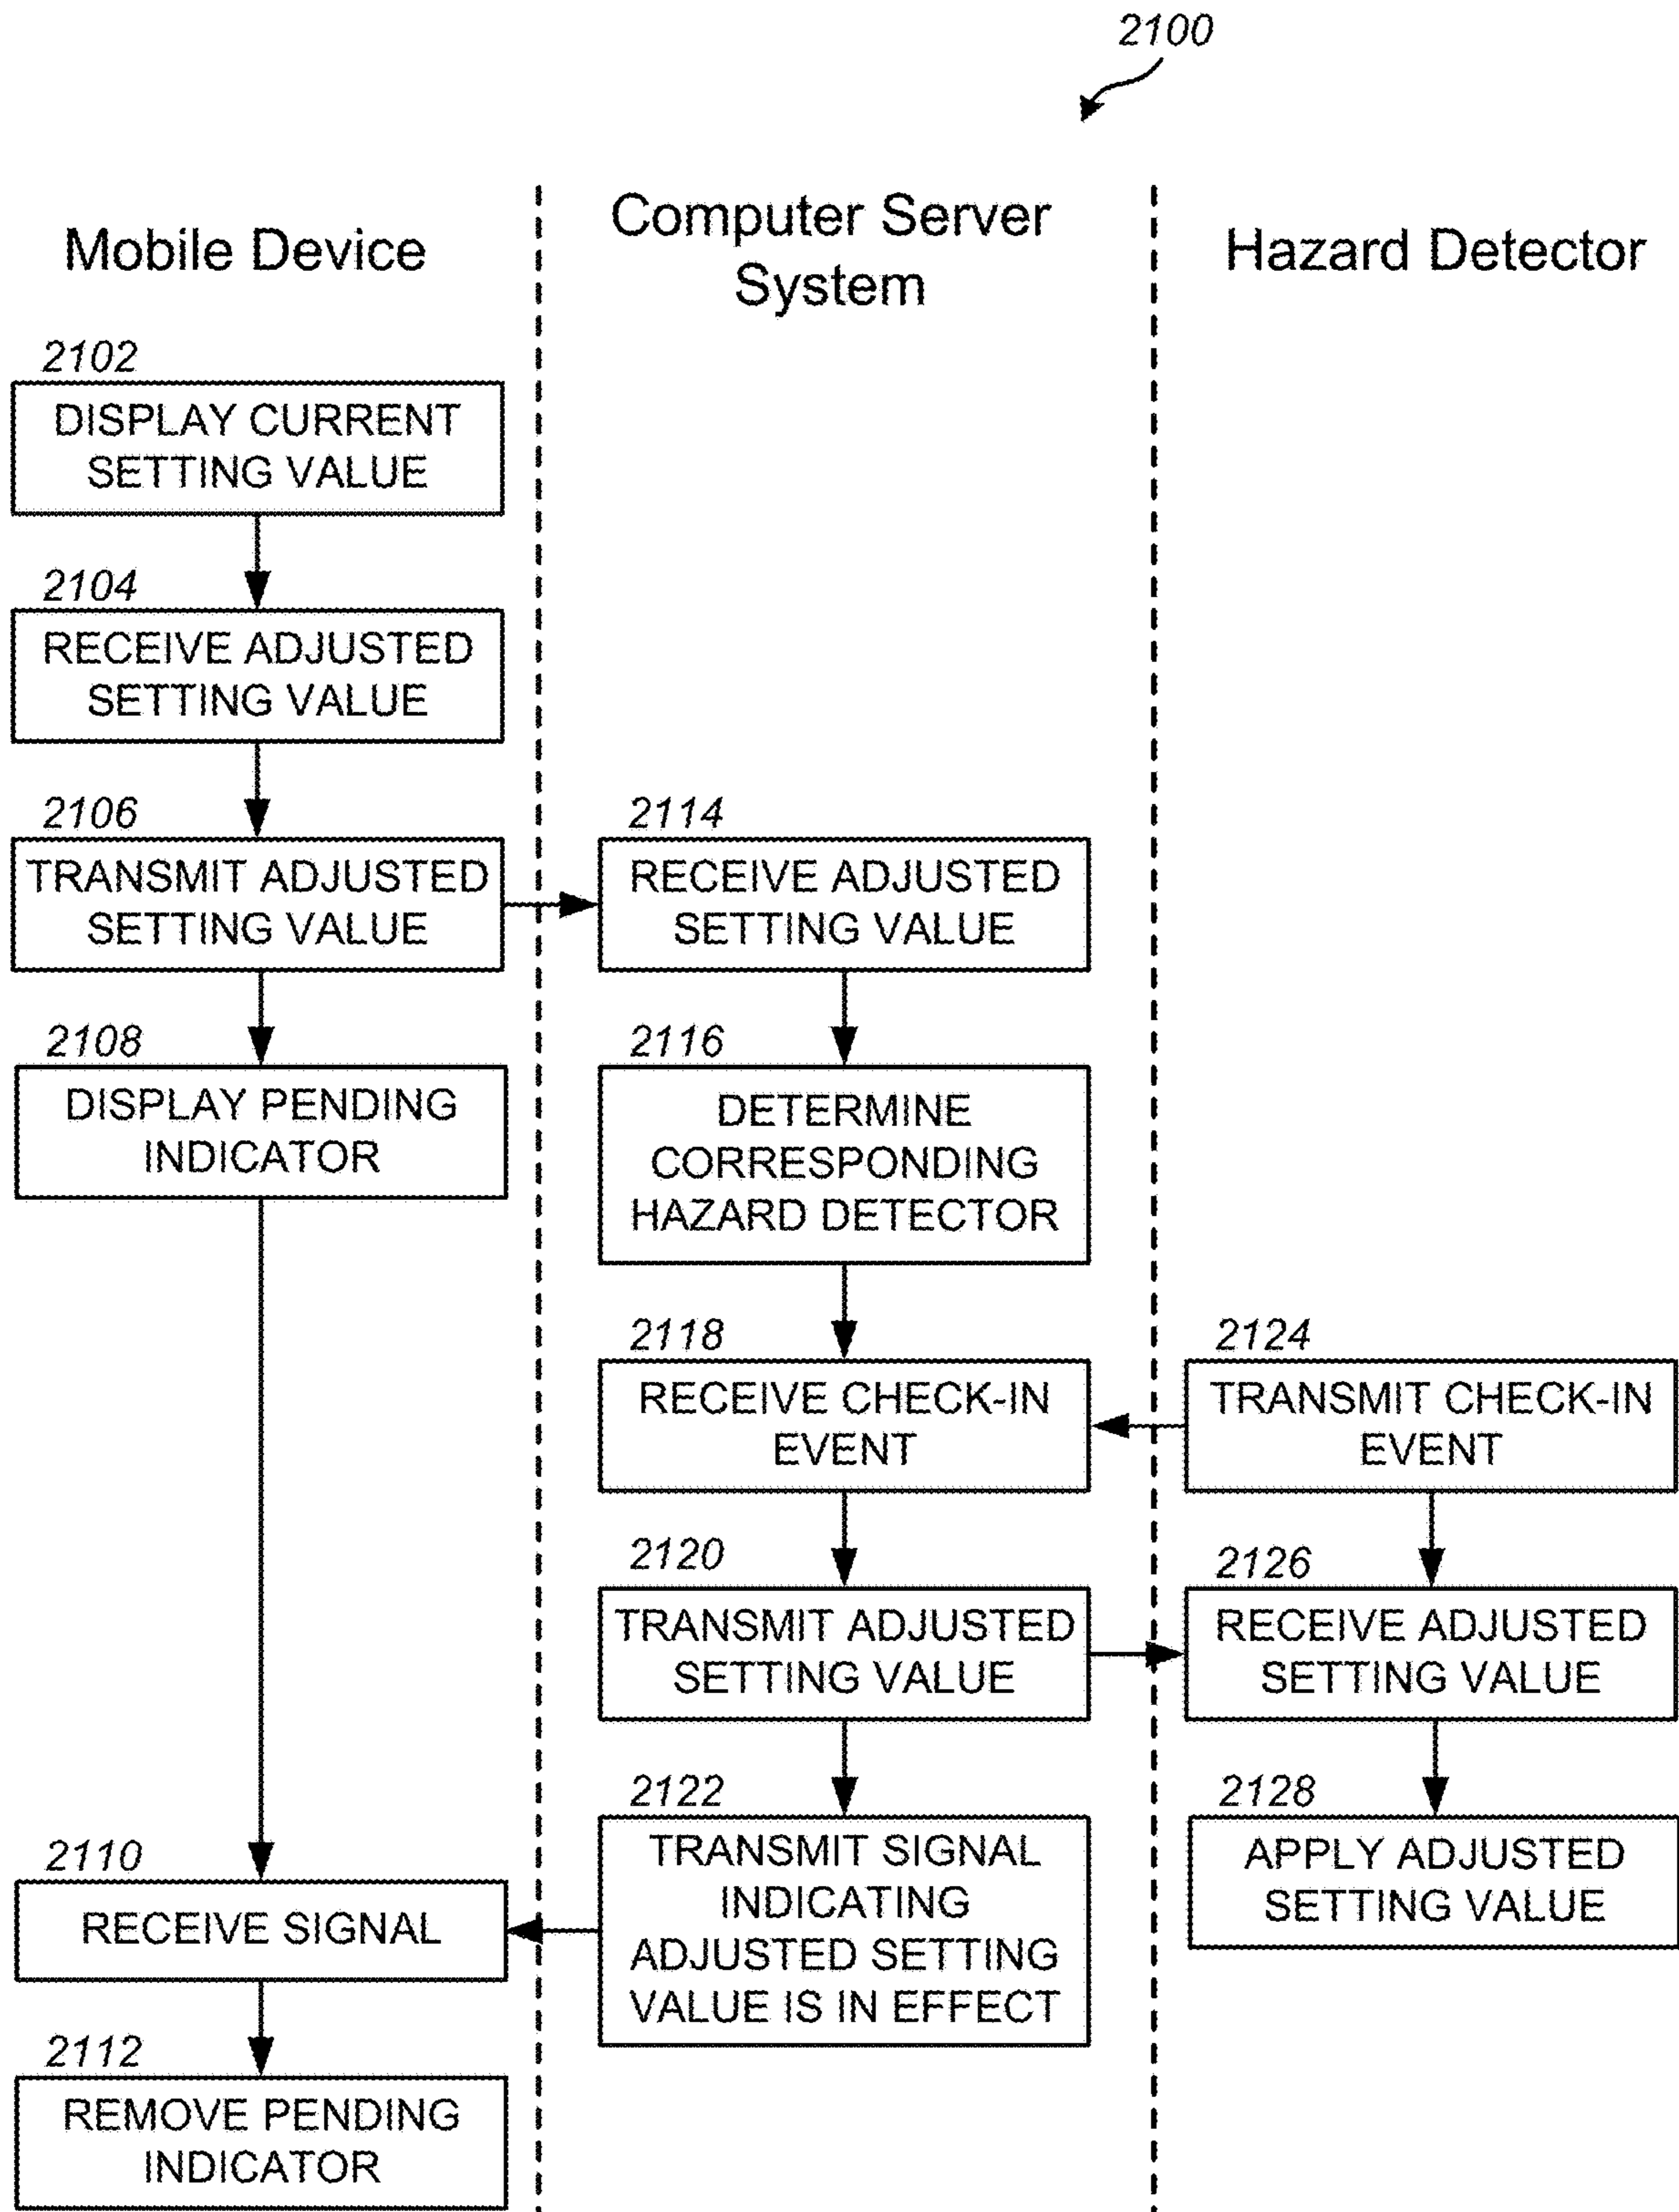 2100
Mobile Device
Computer Server
System
Hazard Detector
2102
DISPLAY CURRENT
SETTING VALUE
2104
RECEIVE ADJUSTED
SETTING VALUE
2106
TRANSMIT ADJUSTED
SETTING VALUE
2108
DISPLAY PENDING
INDICATOR
2110
RECEIVE SIGNAL
2112
REMOVE PENDING
INDICATOR
2114
RECEIVE ADJUSTED
SETTING VALUE
2116
DETERMINE
CORRESPONDING
HAZARD DETECTOR
2118
RECEIVE CHECK-IN
EVENT
2120
TRANSMIT ADJUSTED
SETTING VALUE
2122
TRANSMIT SIGNAL
INDICATING
ADJUSTED SETTING
VALUE IS IN EFFECT
2124
TRANSMIT CHECK-IN
EVENT
2126
RECEIVE ADJUSTED
SETTING VALUE
2128
APPLY ADJUSTED
SETTING VALUE